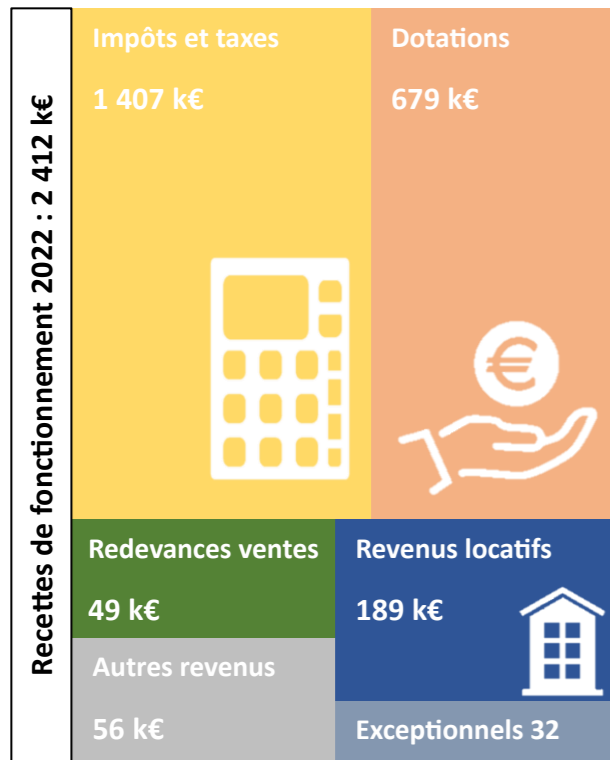 Recettes de fonctionnement 2022 : 2 412 k€
Impôts et taxes
1 407 k€
Dotations
679 k€
€
Redevances ventes
49 k€
Revenus locatifs
189 k€
Autres revenus
56 k€
Exceptionnels 32